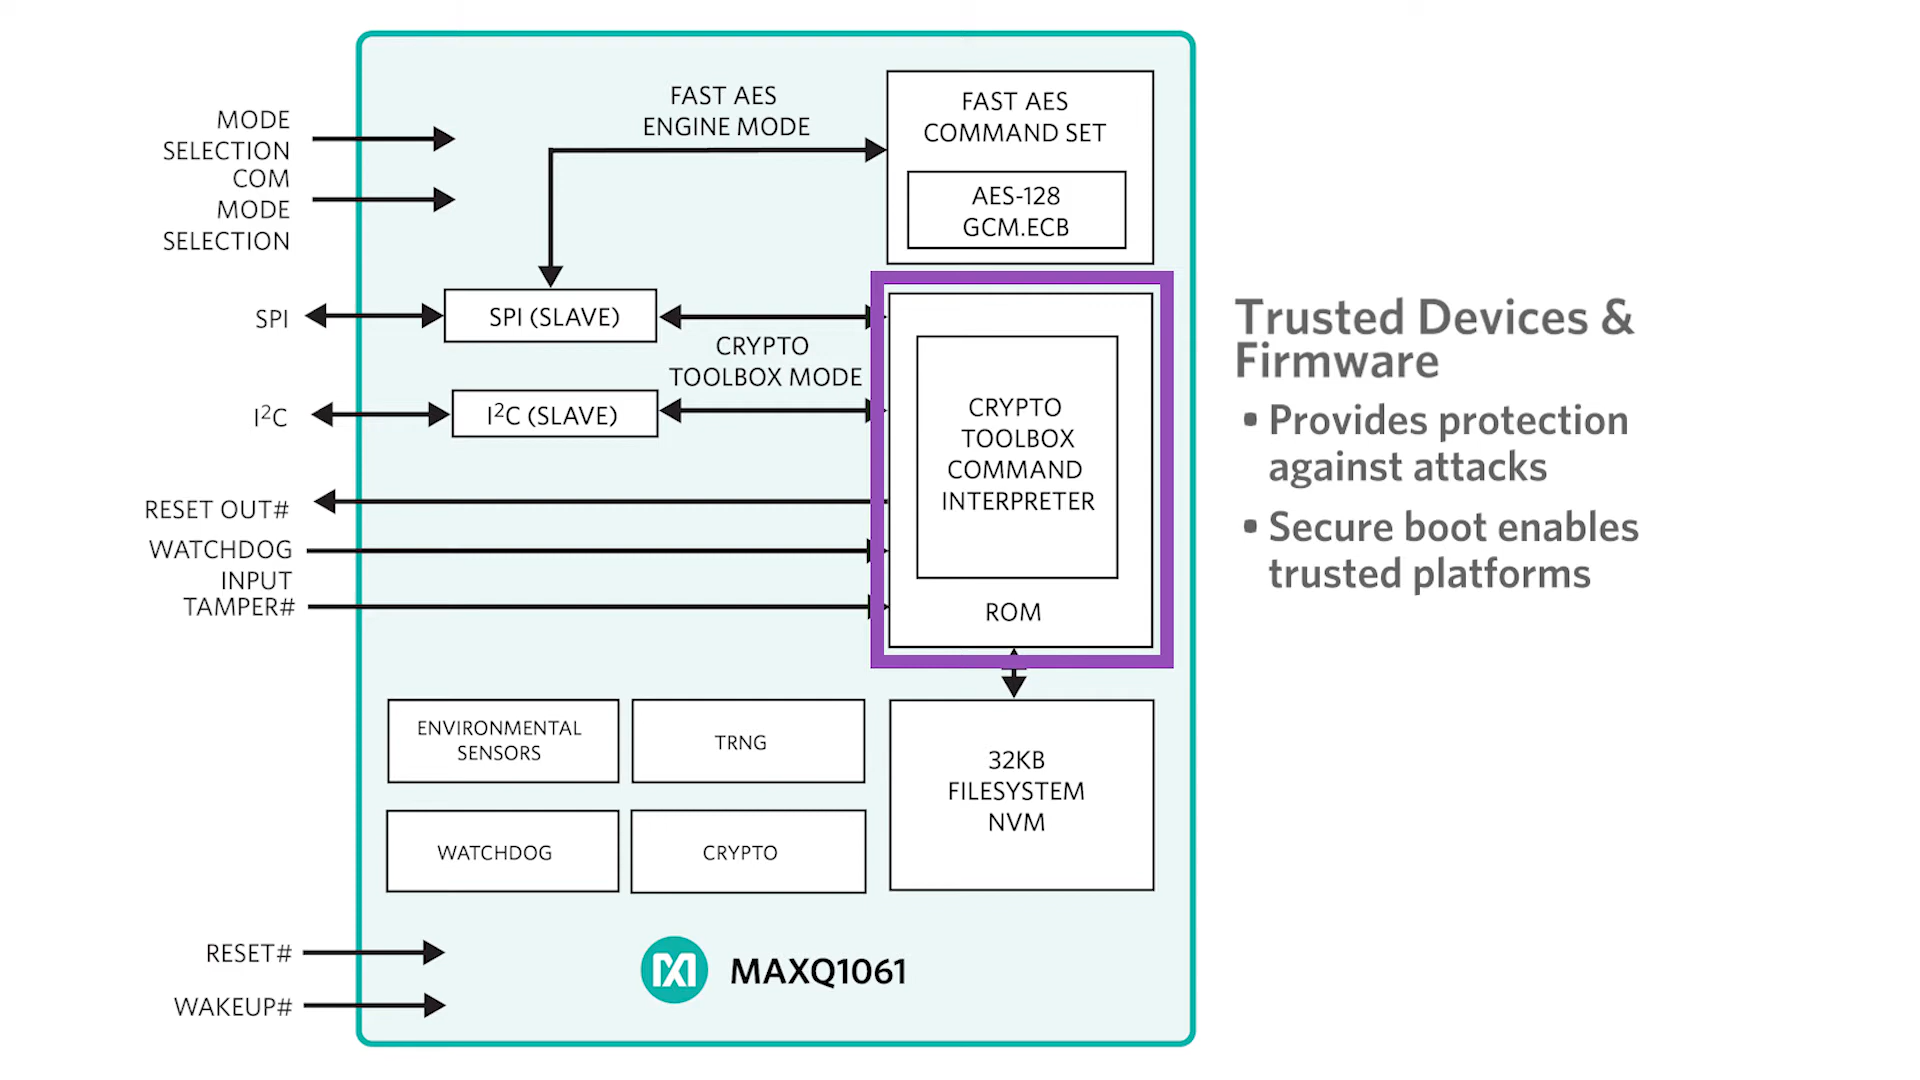 FAST AES
ENGINE MODE
FAST AES
COMMAND SET
AES-128
GCM.ECB
MODE
SELECTION
COM
MODE
SELECTION
SPI
SPI (SLAVE)
CRYPTO
TOOLBOX MODE
I²C
I²C (SLAVE)
CRYPTO
TOOLBOX
COMMAND
INTERPRETER
ROM
RESET OUT#
WATCHDOG
INPUT
TAMPER#
ENVIRONMENTAL
SENSORS
TRNG
32KB
FILESYSTEM
NVM
WATCHDOG
CRYPTO
RESET#
WAKEUP#
MAXQ1061
Trusted Devices &
Firmware
• Provides protection
against attacks
• Secure boot enables
trusted platforms